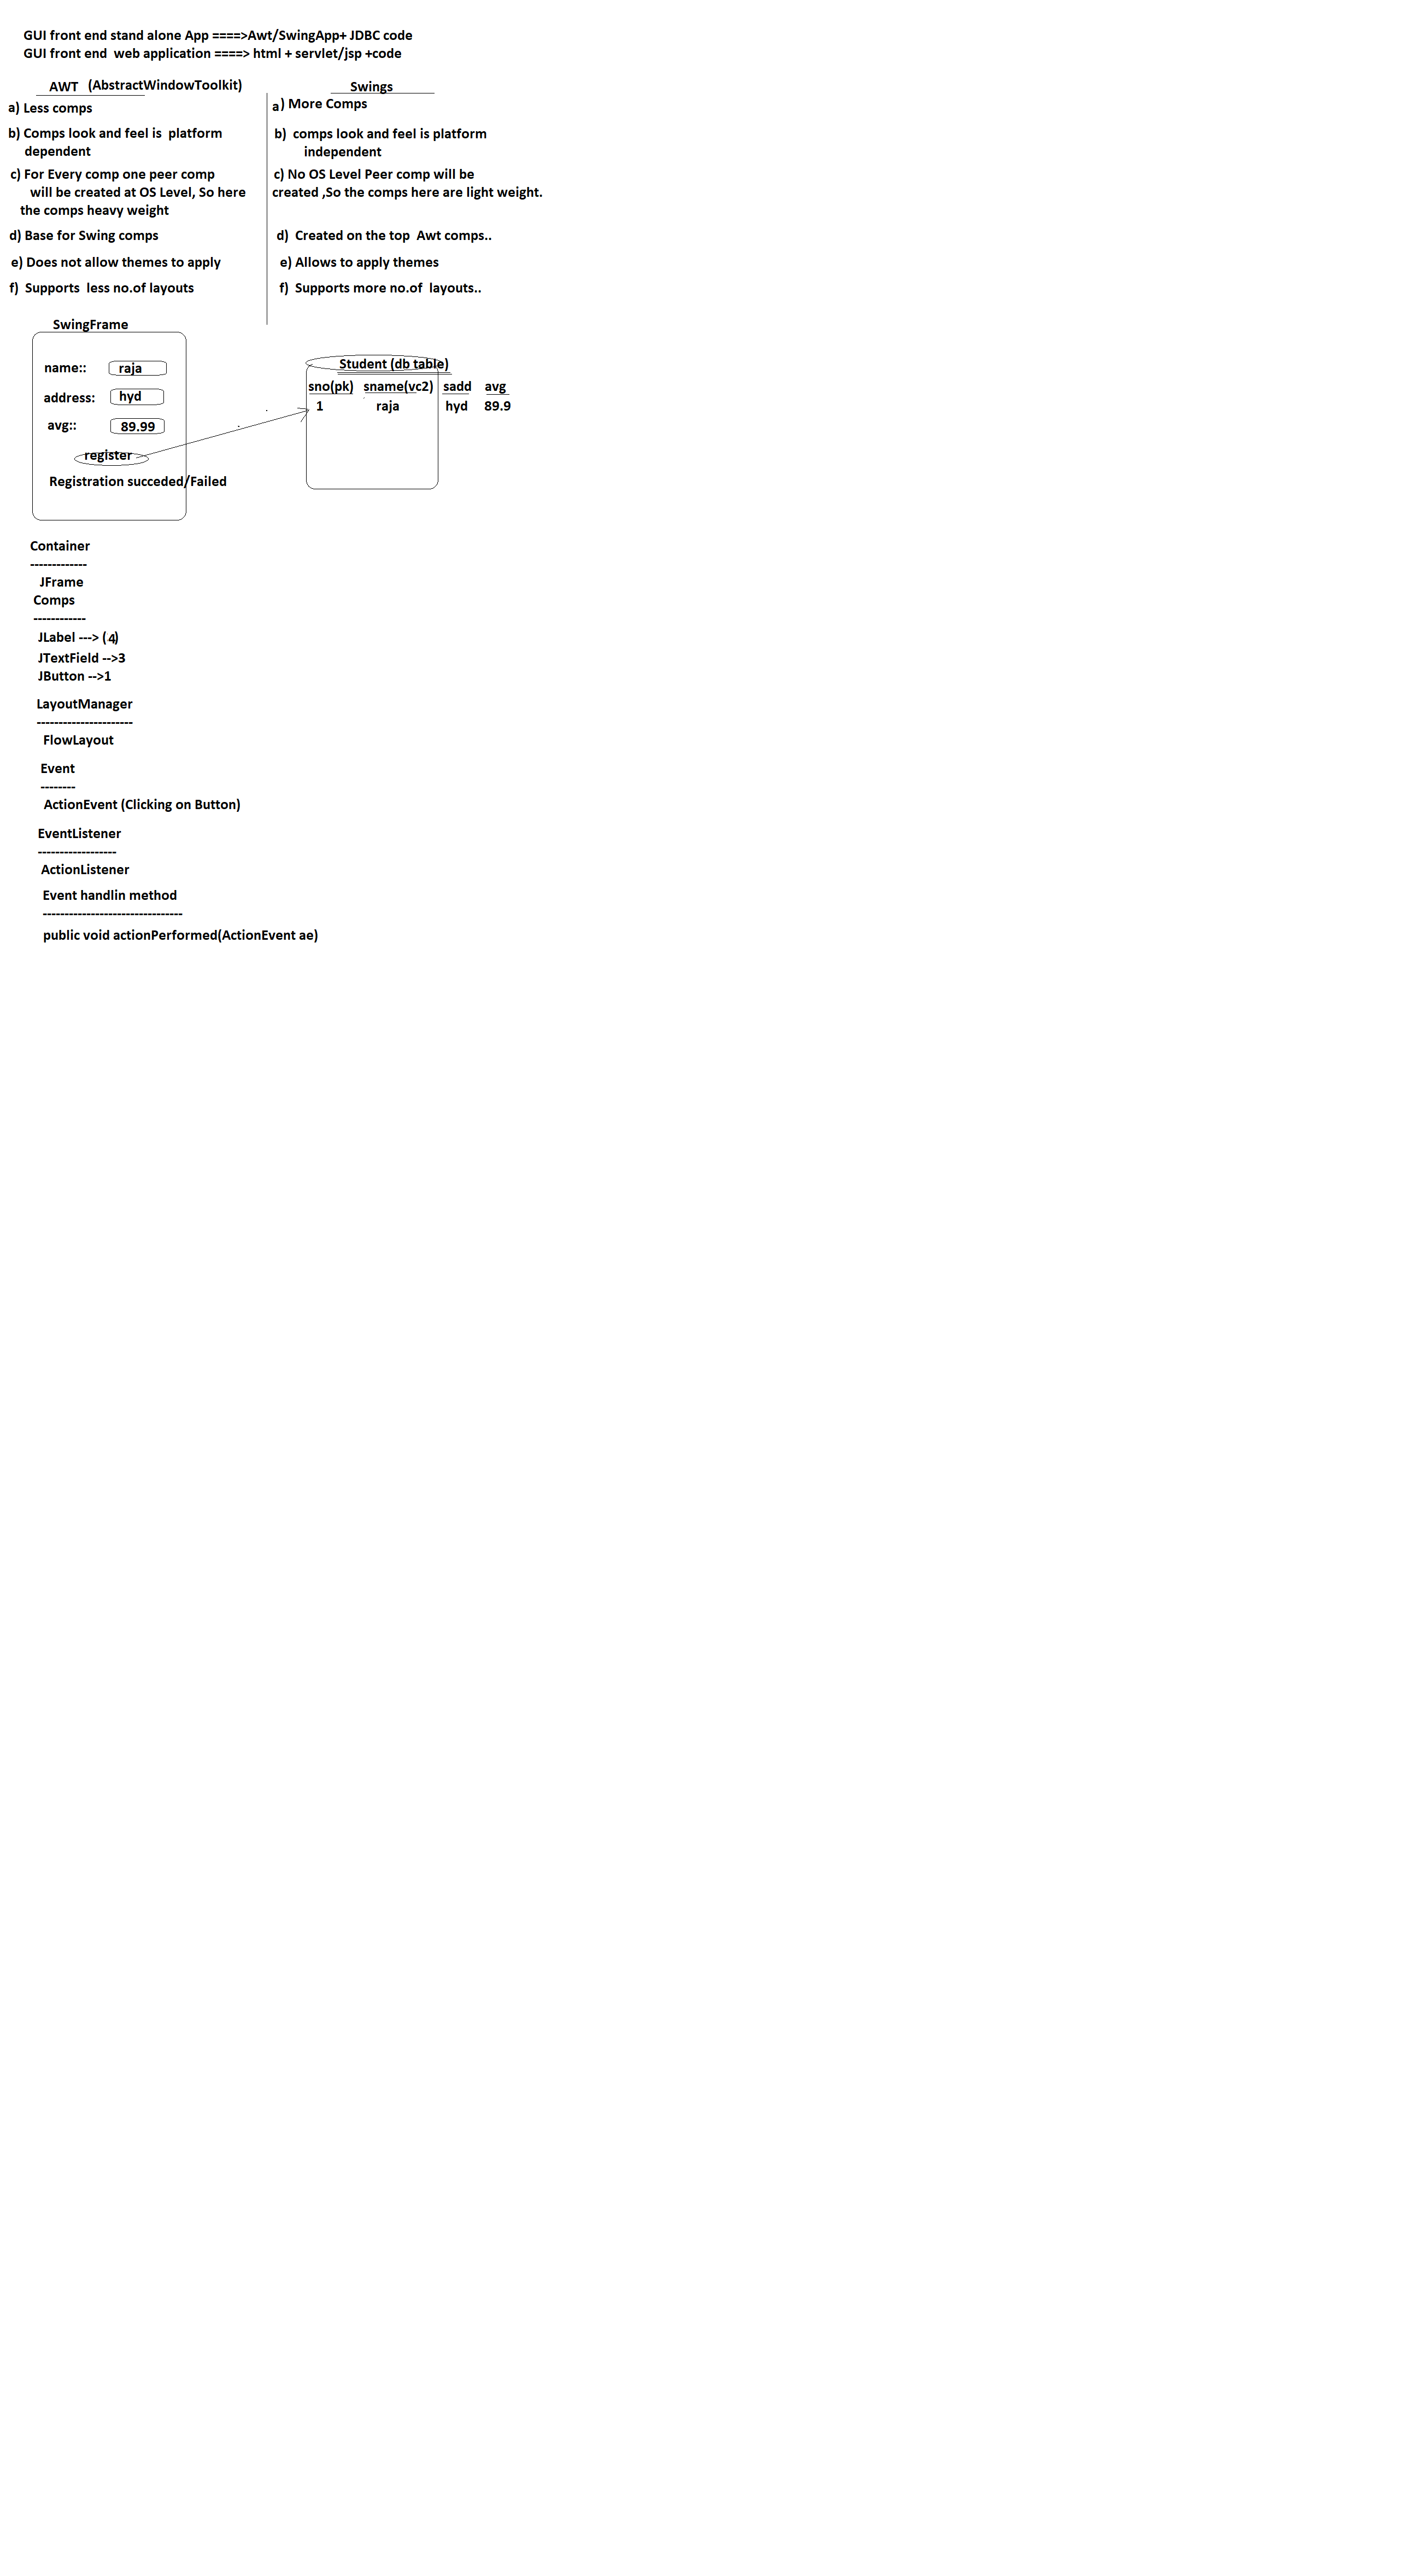 GUI front end stand alone App ====>Awt/SwingApp+ JDBC code
GUI front end  web application ====> html + servlet/jsp +code
AWT (AbstractWindowToolkit)
a) Less comps
b) Comps look and feel is  platform
dependent
c) For Every comp one peer comp
will be created at OS Level, So here
the comps heavy weight
d) Base for Swing comps
e) Does not allow themes to apply
f)  Supports  less no.of layouts
Swings
a) More Comps
b)  comps look and feel is platform
independent
c) No OS Level Peer comp will be
created ,So the comps here are light weight.
d)  Created on the top  Awt comps..
e) Allows to apply themes
f)  Supports more no.of  layouts..
SwingFrame
name:: raja
address: hyd
avg:: 89.99
register
Registration succeded/Failed
Student (db table)
sno(pk) sname(vc2) sadd avg
1 raja hyd 89.9
Container
-------------
JFrame
Comps
------------
JLabel ---> (4)
JTextField -->3
JButton -->1
LayoutManager
----------------------
FlowLayout
Event
--------
ActionEvent (Clicking on Button)
EventListener
------------------
ActionListener
Event handlin method
--------------------------------
public void actionPerformed(ActionEvent ae)